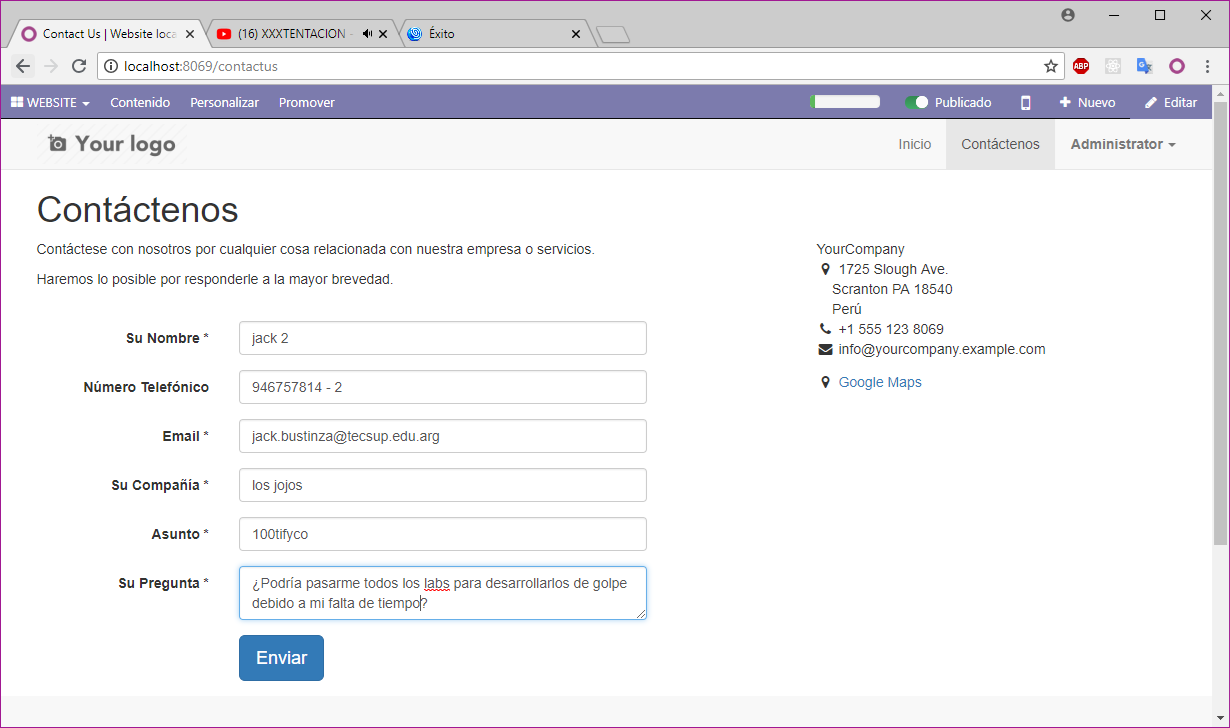 Contact Us | Website loca
(16) XXXTENTACION -
Éxito
localhost:8069/contactus
ABP
WEBSITE Contenido Personalizar Promover Publicado Nuevo Editar
Your logo
Inicio Contáctenos Administrator
Contáctenos
Contáctese con nosotros por cualquier cosa relacionada con nuestra empresa o servicios.
Haremos lo posible por responderle a la mayor brevedad.
Su Nombre * jack 2
Número Telefónico 946757814 - 2
Email * jack.bustinza@tecsup.edu.arg
Su Compañía * los jojos
Asunto * 100tifyco
Su Pregunta * ¿Podría pasarme todos los labs para desarrollarlos de golpe
debido a mi falta de tiempo?
Enviar
YourCompany
1725 Slough Ave.
Scranton PA 18540
Perú
+1 555 123 8069
info@yourcompany.example.com
Google Maps